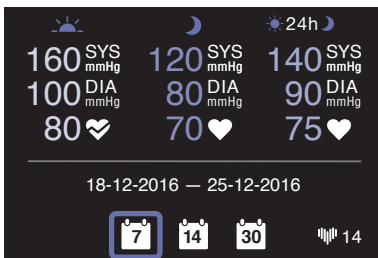 24h
160 SYS mmHg 120 SYS mmHg 140 SYS mmHg
100 DIA mmHg 80 DIA mmHg 90 DIA mmHg
80 70 75
18-12-2016 — 25-12-2016
7 14 30 14